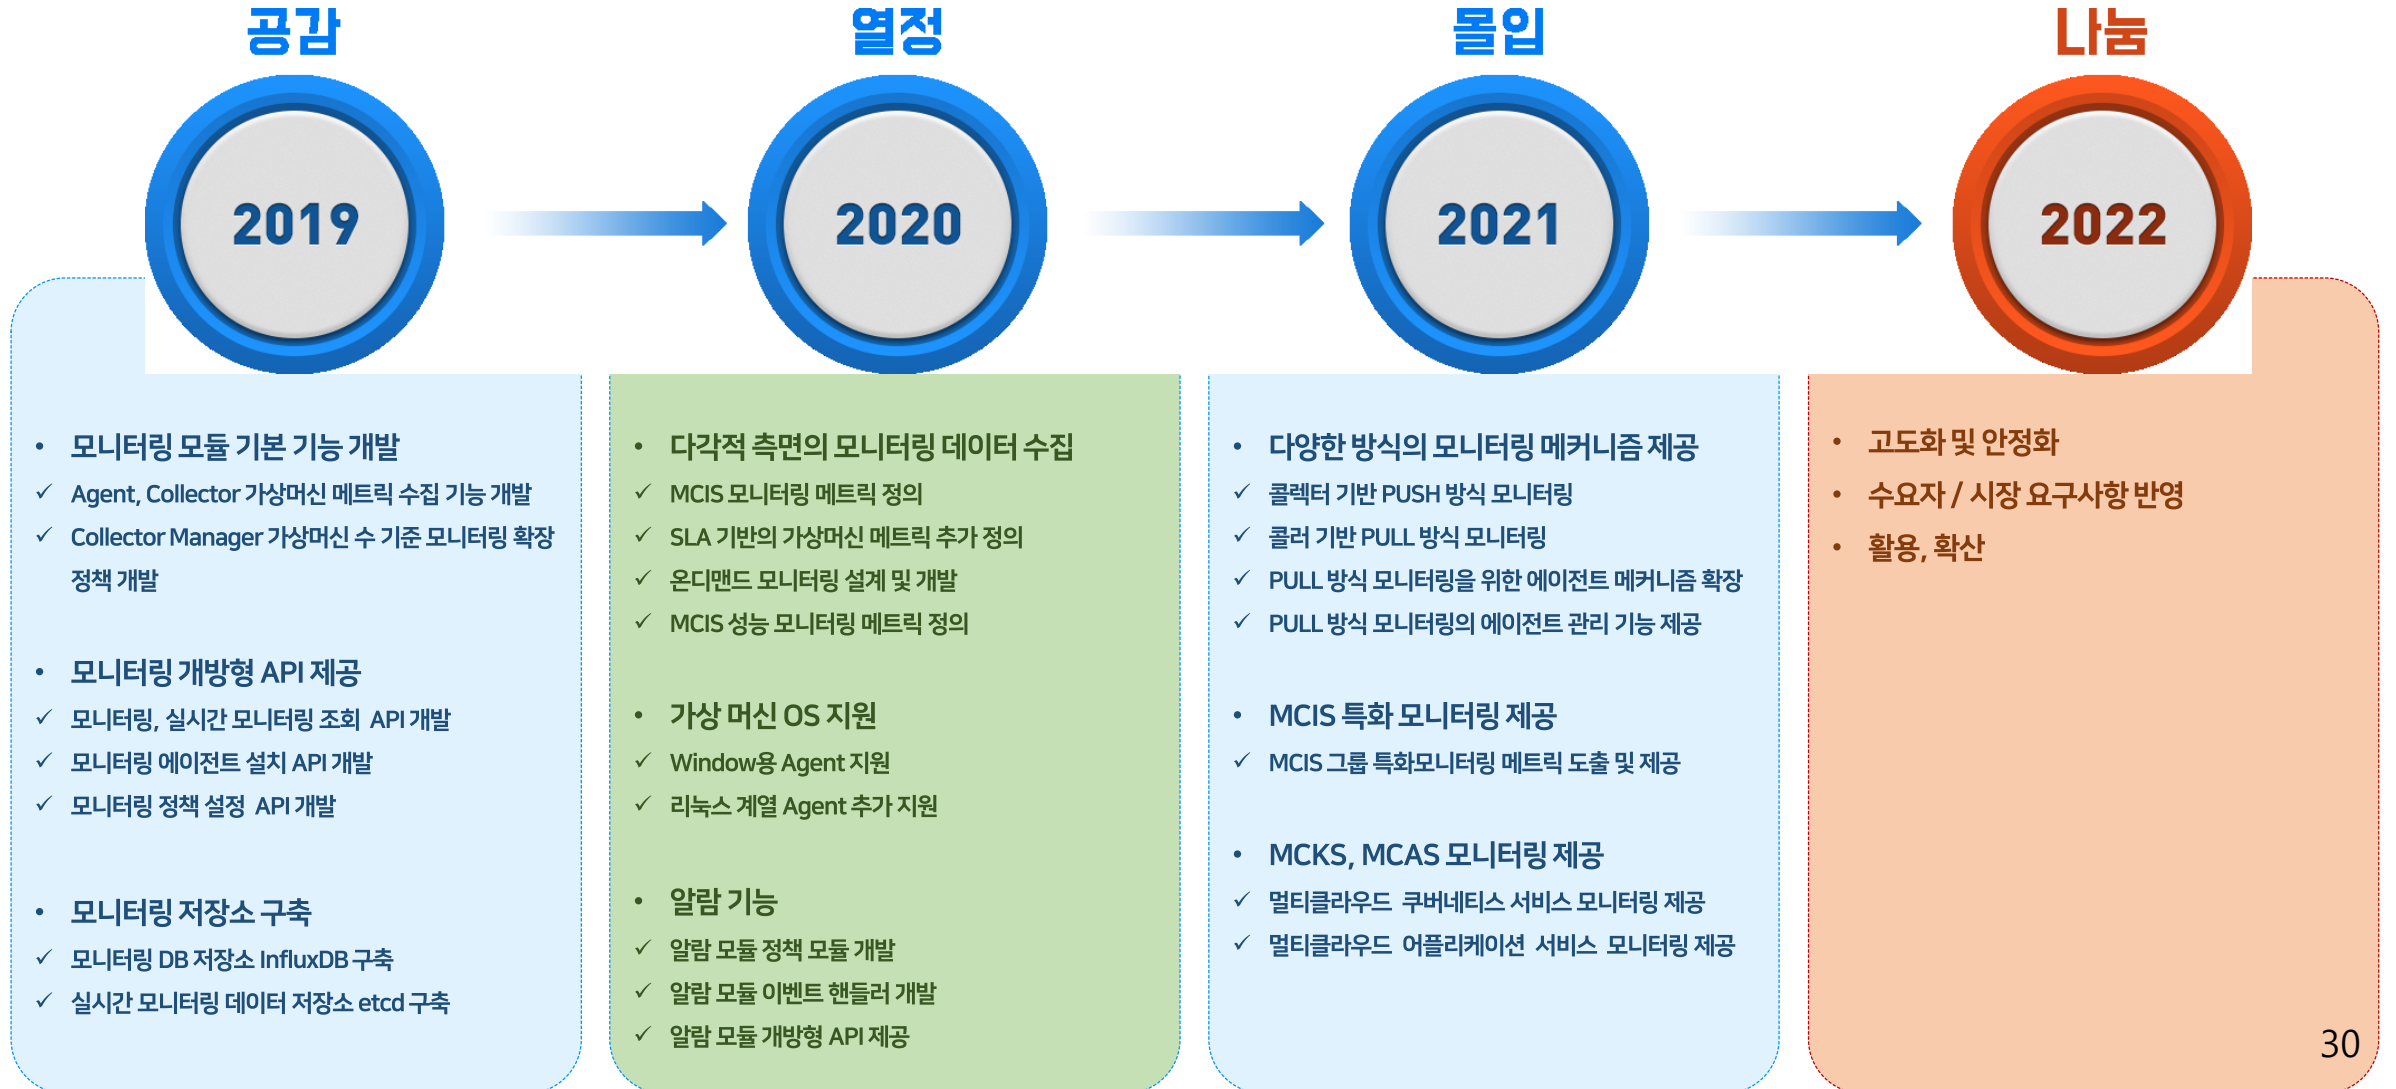 공감
2019
• 모니터링 모듈 기본 기능 개발
✓ Agent, Collector 가상머신 메트릭 수집 기능 개발
✓ Collector Manager 가상머신 수 기준 모니터링 확장
정책 개발
• 모니터링 개방형 API 제공
✓ 모니터링, 실시간 모니터링 조회 API 개발
✓ 모니터링 에이전트 설치 API 개발
✓ 모니터링 정책 설정 API 개발
• 모니터링 저장소 구축
✓ 모니터링 DB 저장소 InfluxDB 구축
✓ 실시간 모니터링 데이터 저장소 etcd 구축
열정
2020
• 다각적 측면의 모니터링 데이터 수집
✓ MCIS 모니터링 메트릭 정의
✓ SLA 기반의 가상머신 메트릭 추가 정의
✓ 온디맨드 모니터링 설계 및 개발
✓ MCIS 성능 모니터링 메트릭 정의
• 가상 머신 OS 지원
✓ Window용 Agent 지원
✓ 리눅스 계열 Agent 추가 지원
• 알람 기능
✓ 알람 모듈 정책 모듈 개발
✓ 알람 모듈 이벤트 핸들러 개발
✓ 알람 모듈 개방형 API 제공
몰입
2021
• 다양한 방식의 모니터링 메커니즘 제공
✓ 콜렉터 기반 PUSH 방식 모니터링
✓ 콜러 기반 PULL 방식 모니터링
✓ PULL 방식 모니터링을 위한 에이전트 메커니즘 확장
✓ PULL 방식 모니터링의 에이전트 관리 기능 제공
• MCIS 특화 모니터링 제공
✓ MCIS 그룹 특화모니터링 메트릭 도출 및 제공
• MCKS, MCAS 모니터링 제공
✓ 멀티클라우드 쿠버네티스 서비스 모니터링 제공
✓ 멀티클라우드 어플리케이션 서비스 모니터링 제공
나눔
2022
• 고도화 및 안정화
• 수요자 / 시장 요구사항 반영
• 활용, 확산
30